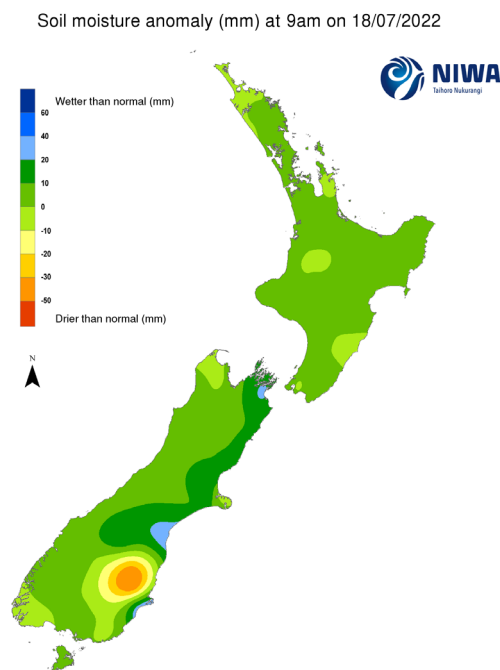 Soil moisture anomaly (mm) at 9am on 18/07/2022
NIWA
Taihoro Nukurangi
Wetter than normal (mm)
60
40
20
10
0
-10
-20
-30
-50
Drier than normal (mm)
N